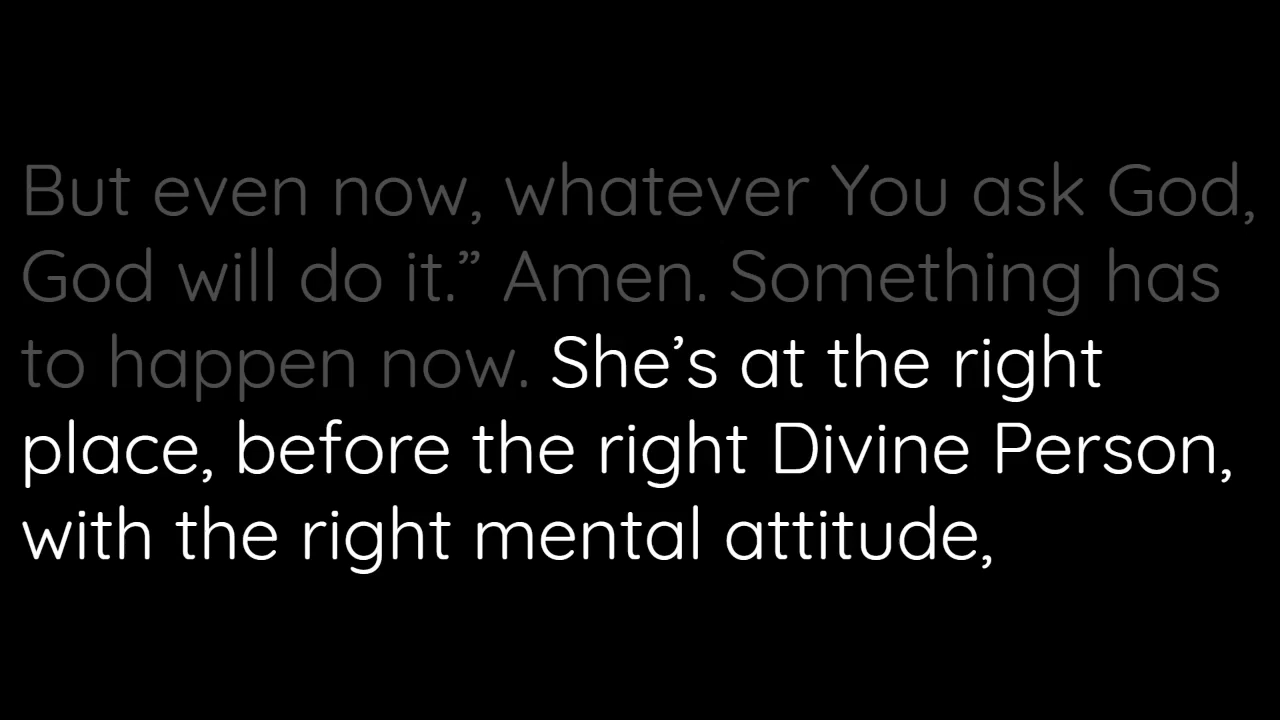 But even now, whatever You ask God,
God will do it.” Amen. Something has
to happen now. She’s at the right
place, before the right Divine Person,
with the right mental attitude,